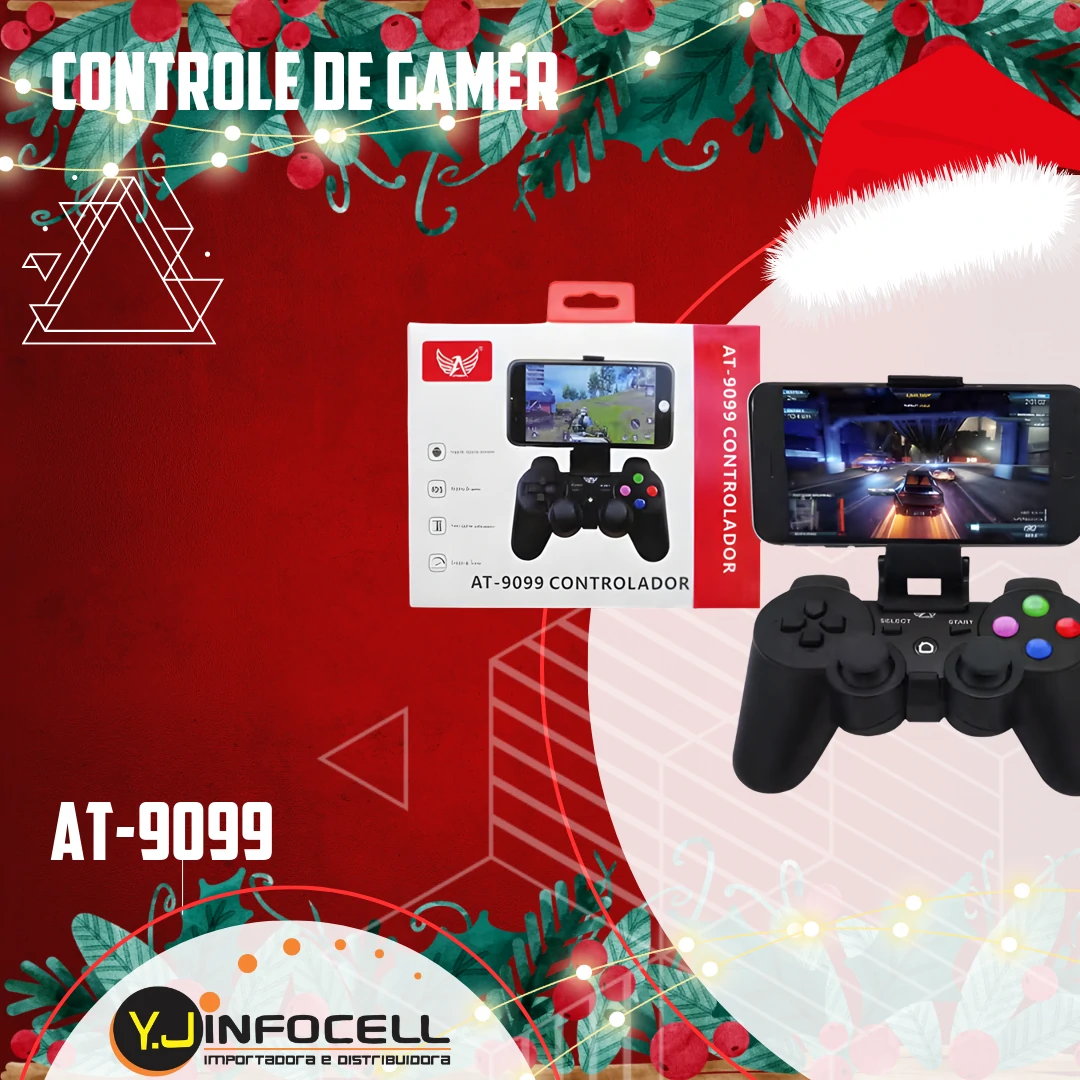 CONTROLE DE GAMER
AT-9099 CONTROLADOR
AT-9099 CONTROLADOR
SELECT
START
AT-9099
Y.J INFOCELL
IMPORTADORA E DISTRIBUIDORA